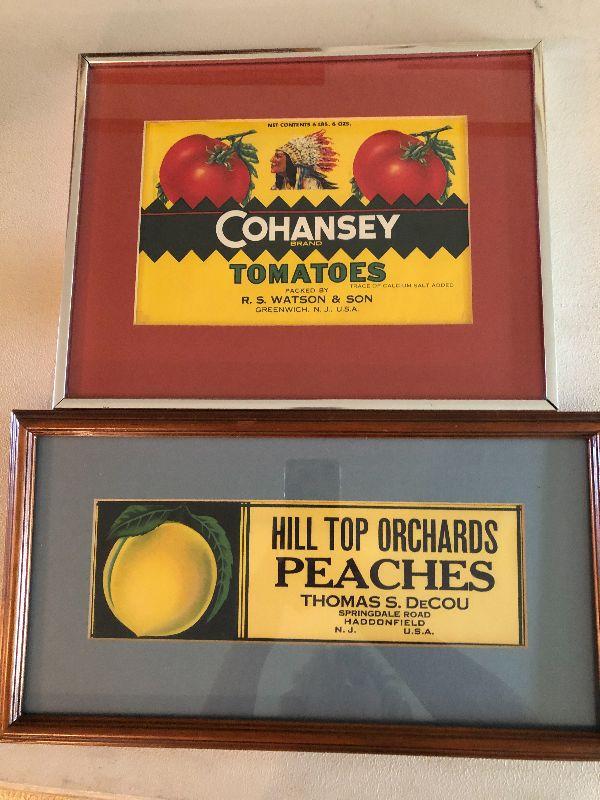 NET CONTENTS 6 LBS. 6 OZS.
COHANSEY
BRAND
TOMATOES
TRACE OF CALCIUM SALT ADDED
PACKED BY
R. S. WATSON & SON
GREENWICH, N. J., U.S.A.
HILL TOP ORCHARDS
PEACHES
THOMAS S. DECOU
SPRINGDALE ROAD
HADDONFIELD
N. J. U.S.A.